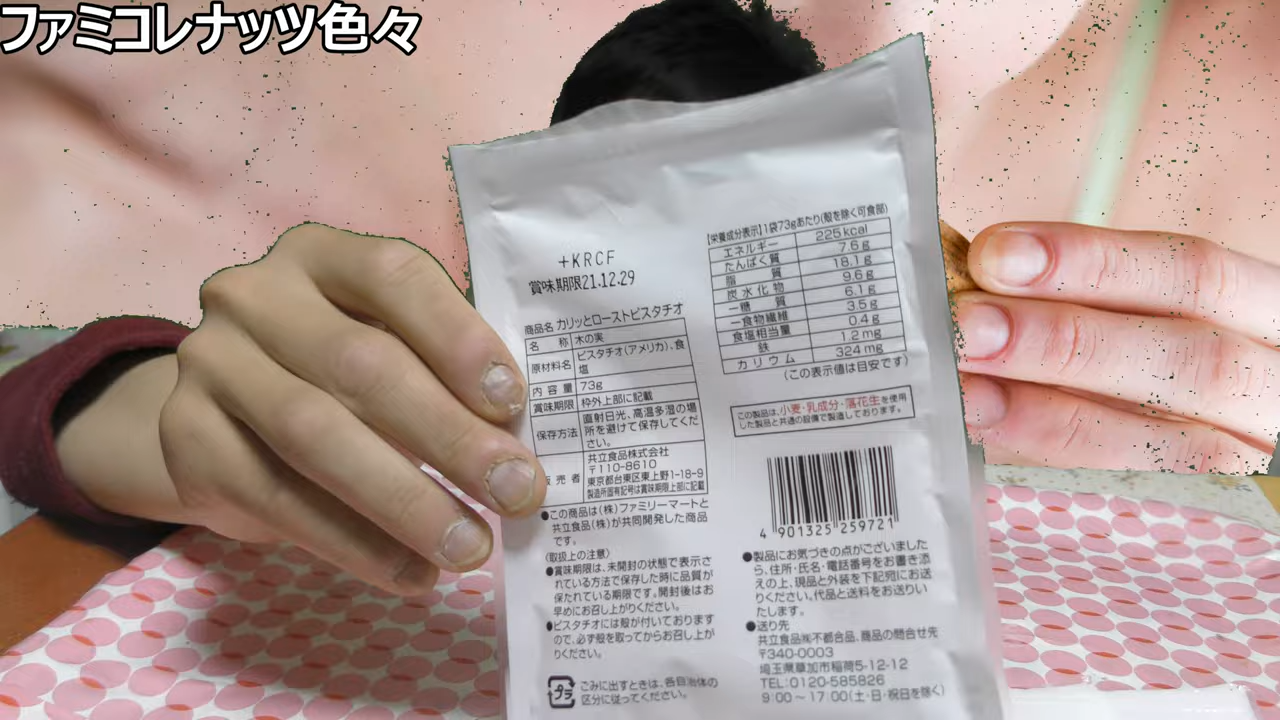 ファミコレナッツ色々
+KRCF
賞味期限21.12.29
商品名 カリッとローストピスタチオ
名 称 木の実
原材料名 ピスタチオ(アメリカ)、食
塩
内容量 73g
賞味期限 枠外上部に記載
保存方法 直射日光、高温多湿の場
所を避けて保存してくだ
さい。
売者 共立食品株式会社
〒110-8610
東京都台東区東上野1-18-9
製造所固有記号は賞味期限上部に記載
●この商品は(株)ファミリーマートと
共立食品(株)が共同開発した商品
です。
〈取扱上の注意〉
●賞味期限は、未開封の状態で表示さ
れている方法で保存した時に品質が
保たれている期限です。開封後はお
早めにお召し上がりください。
●ピスタチオには殻が付いております
ので、必ず殻を取ってからお召し上が
りください。
プラ
ごみに出すときは、各自治体の
区分に従ってください。
【栄養成分表示】1袋73gあたり(殻を除く可食部)
エネルギー 225kcal
たんぱく質 7.6g
脂質 18.1g
炭水化物 9.6g
―糖質 6.1g
―食物繊維 3.5g
食塩相当量 0.4g
鉄 1.2mg
カリウム 324mg
(この表示値は目安です)
この製品は、小麦・乳成分・落花生を使用
した製品と共通の設備で製造しております。
4 901325 259721
●製品にお気づきの点がございました
ら、住所・氏名・電話番号をお書き添
えの上、現品と外装を下記宛にお送
りください。代品と送料をお送りい
たします。
●送り先
共立食品㈱不都合品、商品の問合せ先
〒340-0003
埼玉県草加市稲荷5-12-12
TEL:0120-585826
9:00～17:00(土・日・祝日を除く)